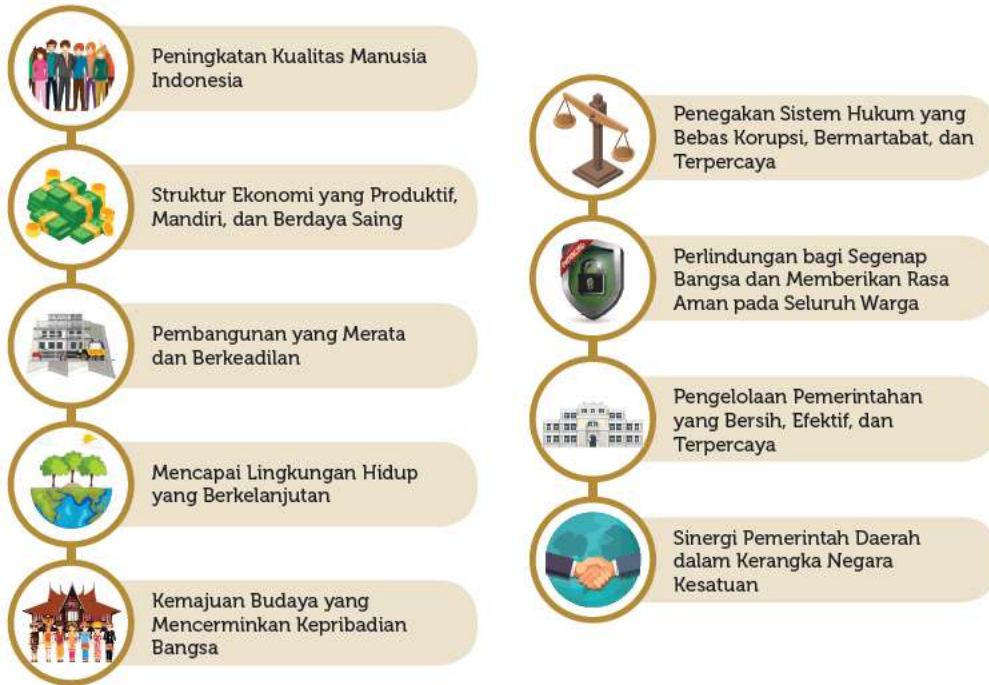 Peningkatan Kualitas Manusia
Indonesia
Struktur Ekonomi yang Produktif,
Mandiri, dan Berdaya Saing
Pembangunan yang Merata
dan Berkeadilan
Mencapai Lingkungan Hidup
yang Berkelanjutan
Kemajuan Budaya yang
Mencerminkan Kepribadian
Bangsa
Penegakan Sistem Hukum yang
Bebas Korupsi, Bermartabat, dan
Terpercaya
Perlindungan bagi Segenap
Bangsa dan Memberikan Rasa
Aman pada Seluruh Warga
Pengelolaan Pemerintahan
yang Bersih, Efektif, dan
Terpercaya
Sinergi Pemerintah Daerah
dalam Kerangka Negara
Kesatuan